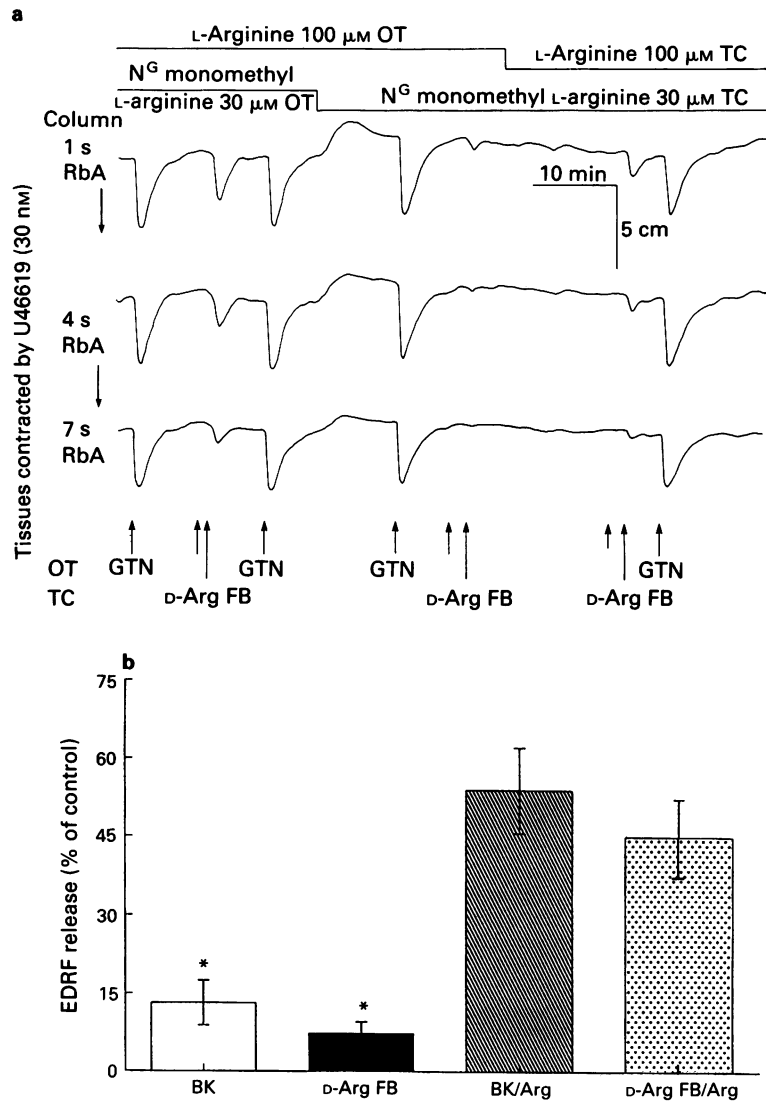 a
L-Arginine 100 μM OT
L-Arginine 100 μM TC
N^G monomethyl
L-arginine 30 μM OT
N^G monomethyl L-arginine 30 μM TC
Column
1 s
RbA
10 min
5 cm
4 s
RbA
7 s
RbA
Tissues contracted by U46619 (30 nM)
OT GTN GTN GTN GTN
TC D-Arg FB D-Arg FB D-Arg FB
b
75
60
45
30
15
0
EDRF release (% of control)
* *
BK D-Arg FB BK/Arg D-Arg FB/Arg